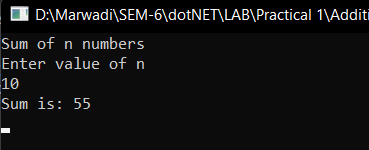 D:\Marwadi\SEM-6\dotNET\LAB\Practical 1\Additi
Sum of n numbers
Enter value of n
10
Sum is: 55